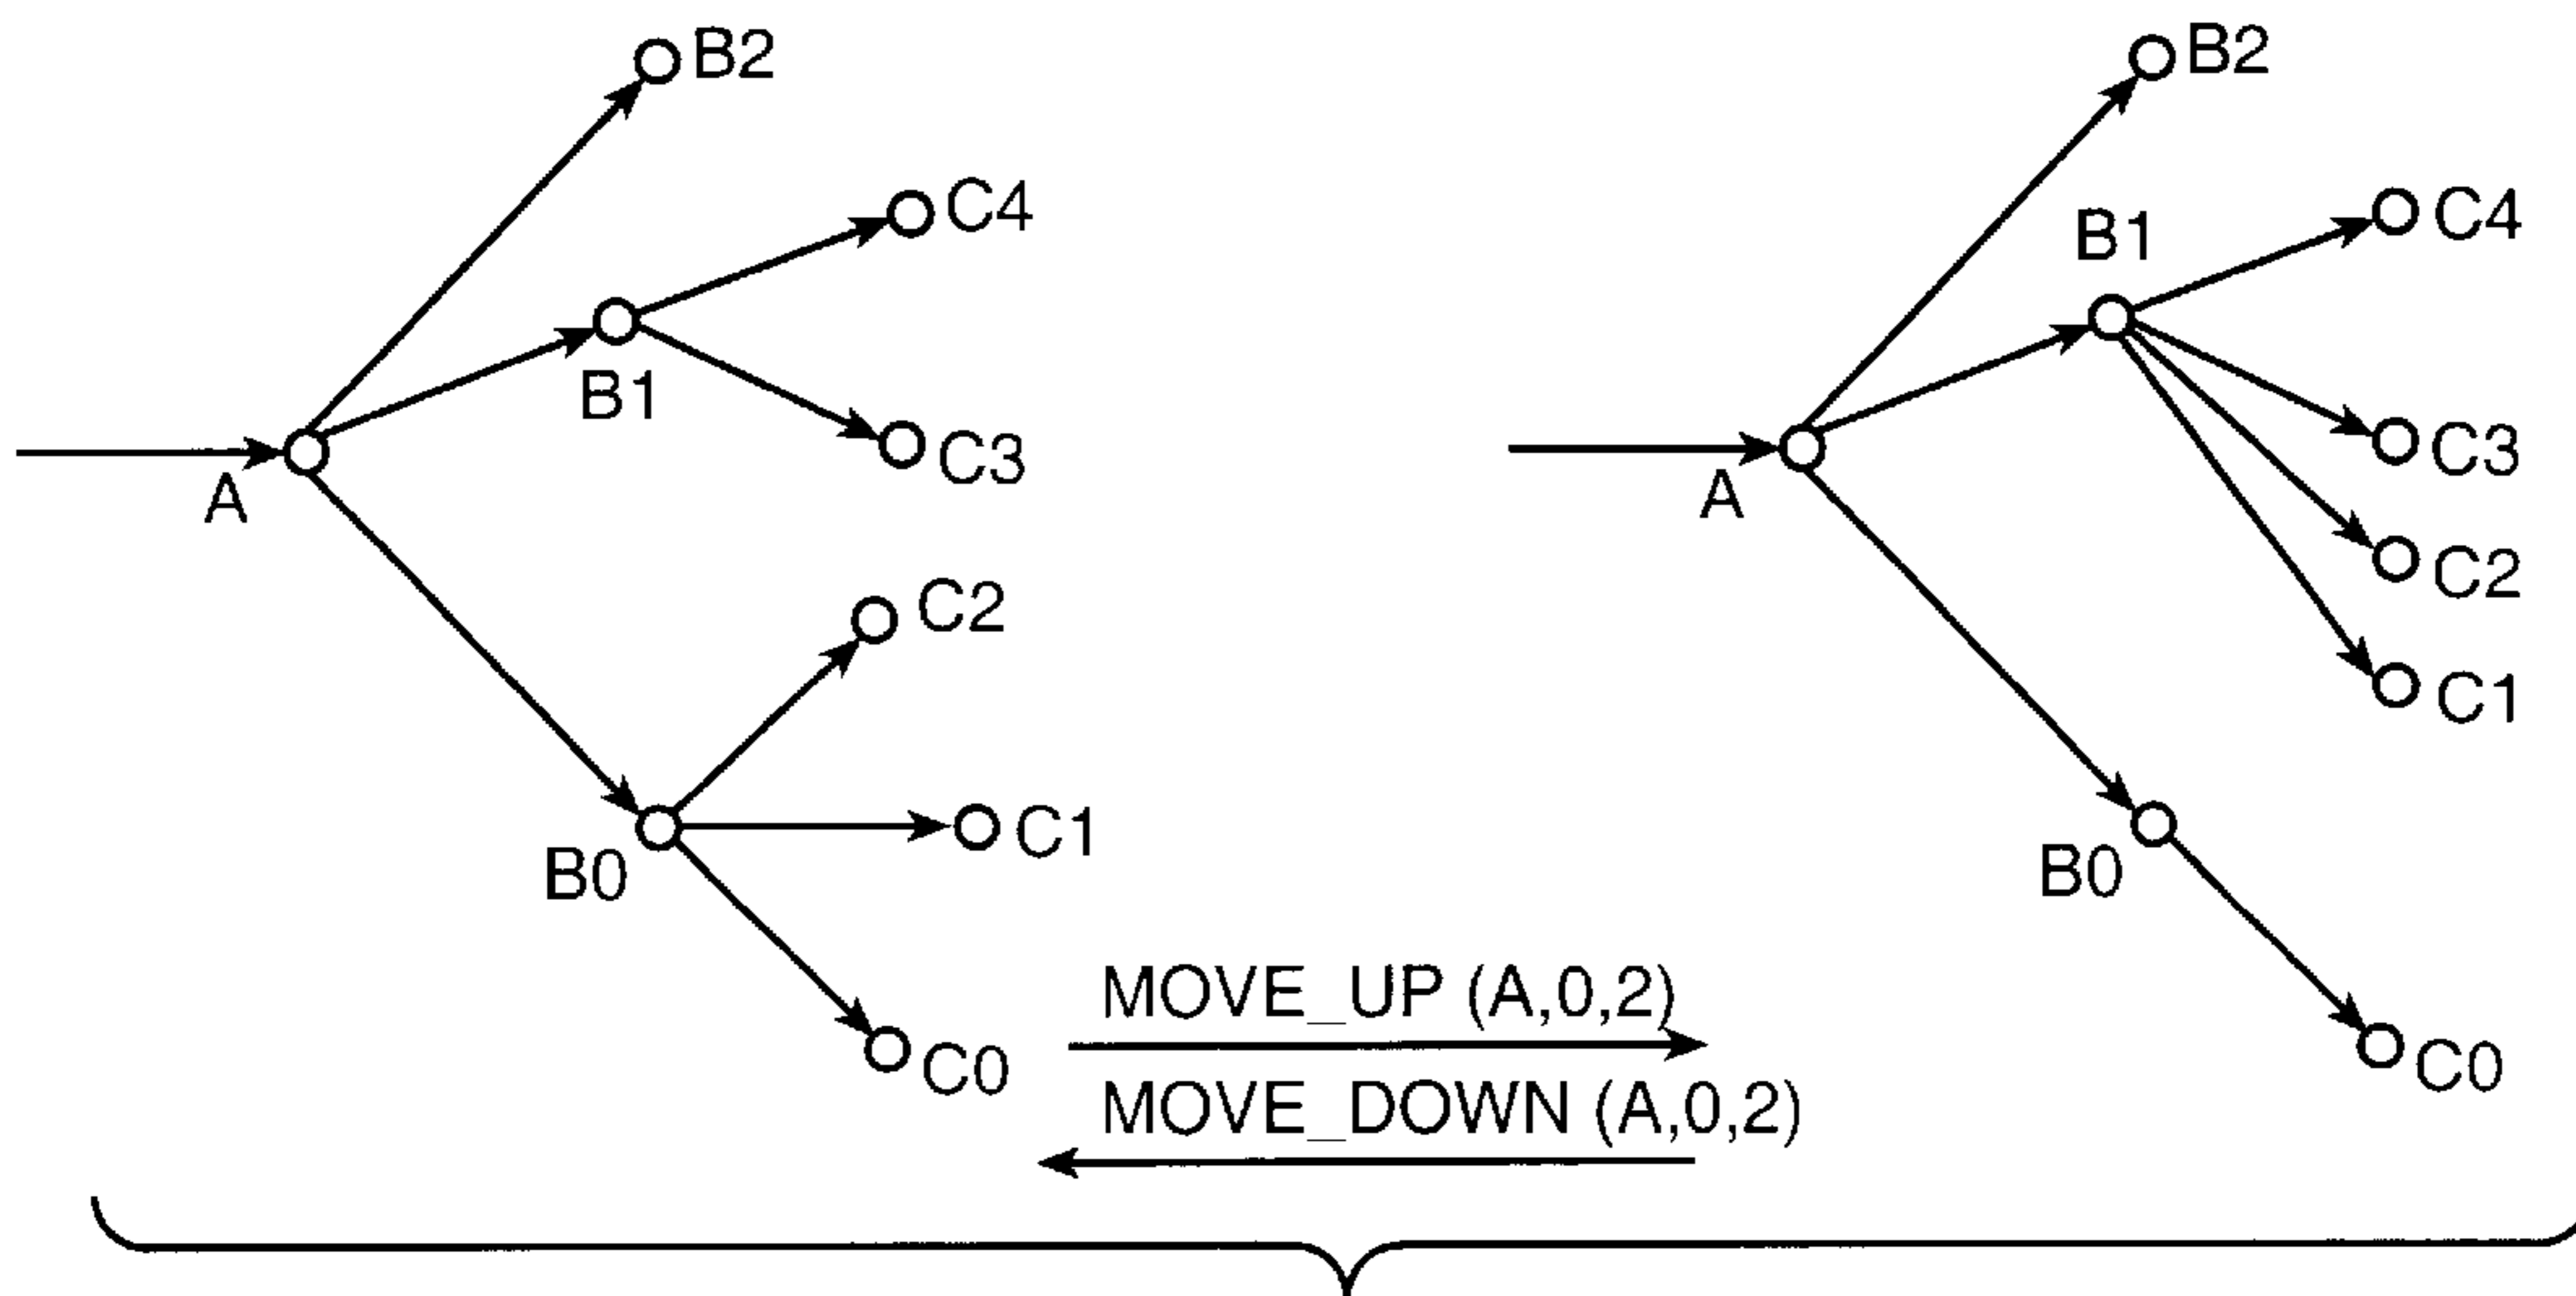 B2
C4
B1
C3
A
C2
C1
B0
C0
B2
C4
B1
C3
A
C2
C1
B0
C0
MOVE_UP (A,0,2)
MOVE_DOWN (A,0,2)